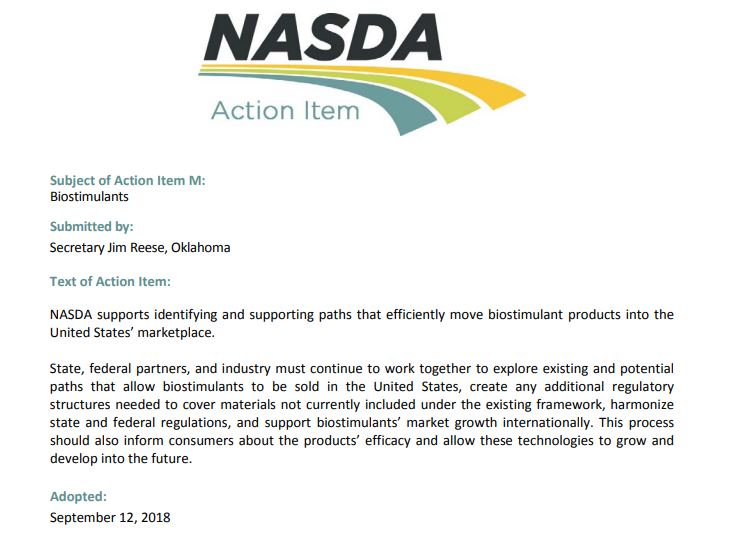 NASDA
Action Item
Subject of Action Item M:
Biostimulants
Submitted by:
Secretary Jim Reese, Oklahoma
Text of Action Item:
NASDA supports identifying and supporting paths that efficiently move biostimulant products into the
United States’ marketplace.
State, federal partners, and industry must continue to work together to explore existing and potential
paths that allow biostimulants to be sold in the United States, create any additional regulatory
structures needed to cover materials not currently included under the existing framework, harmonize
state and federal regulations, and support biostimulants’ market growth internationally. This process
should also inform consumers about the products’ efficacy and allow these technologies to grow and
develop into the future.
Adopted:
September 12, 2018